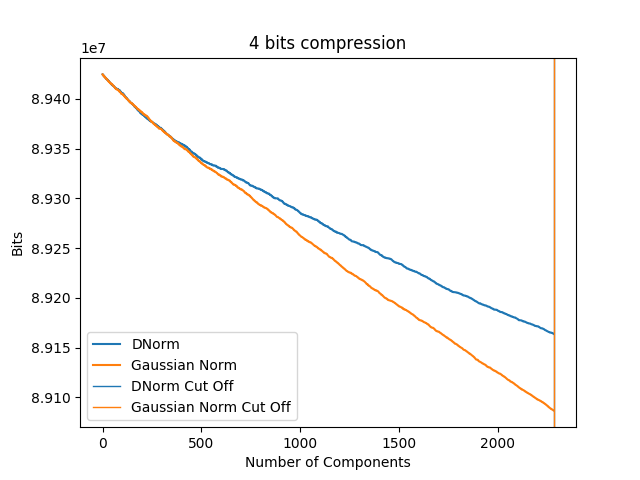 4 bits compression
1e7
8.940
8.935
8.930
8.925
8.920
8.915
8.910
Bits
DNorm
Gaussian Norm
DNorm Cut Off
Gaussian Norm Cut Off
0 500 1000 1500 2000
Number of Components